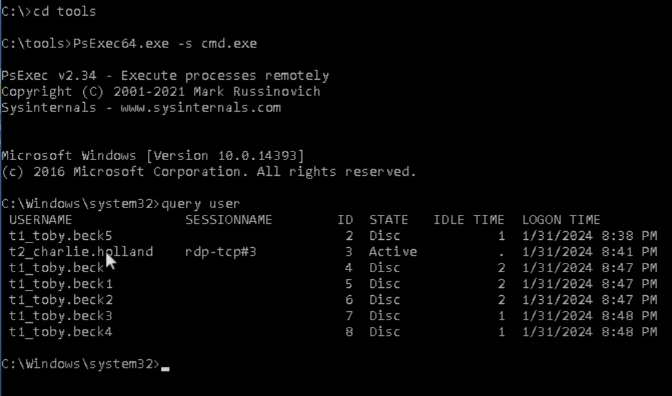 C:\>cd tools
C:\tools>PsExec64.exe -s cmd.exe
PsExec v2.34 - Execute processes remotely
Copyright (C) 2001-2021 Mark Russinovich
Sysinternals - www.sysinternals.com
Microsoft Windows [Version 10.0.14393]
(c) 2016 Microsoft Corporation. All rights reserved.
C:\Windows\system32>query user
USERNAME SESSIONNAME ID STATE IDLE TIME LOGON TIME
t1_toby.beck5 2 Disc 1 1/31/2024 8:38 PM
t2_charlie.holland rdp-tcp#3 3 Active . 1/31/2024 8:41 PM
t1_toby.beck 4 Disc 2 1/31/2024 8:47 PM
t1_toby.beck1 5 Disc 2 1/31/2024 8:47 PM
t1_toby.beck2 6 Disc 2 1/31/2024 8:47 PM
t1_toby.beck3 7 Disc 1 1/31/2024 8:48 PM
t1_toby.beck4 8 Disc 1 1/31/2024 8:48 PM
C:\Windows\system32>